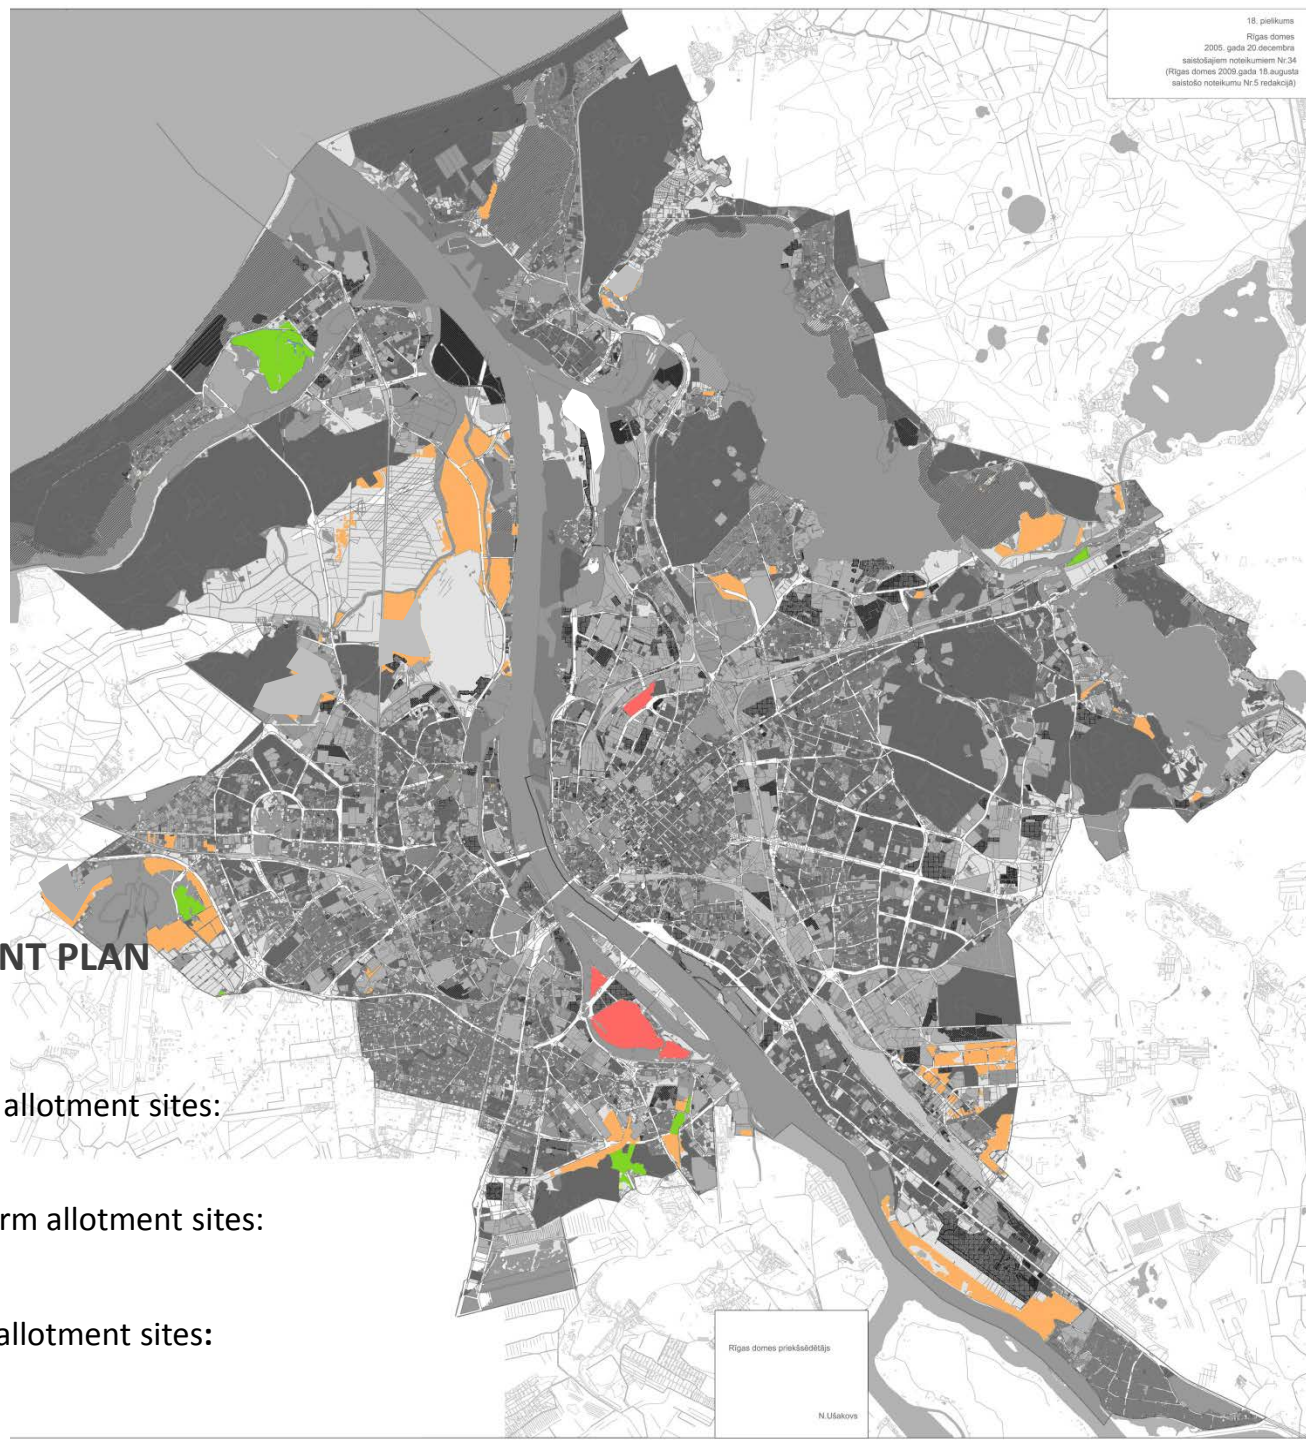 18. pielikums
Rīgas domes
2005. gada 20.decembra
saistošajiem noteikumiem Nr.34
(Rīgas domes 2009.gada 18.augusta
saistošo noteikumu Nr.5 redakcijā)
NT PLAN
allotment sites:
rm allotment sites:
allotment sites:
Rīgas domes priekšsēdētājs
N.Ušakovs